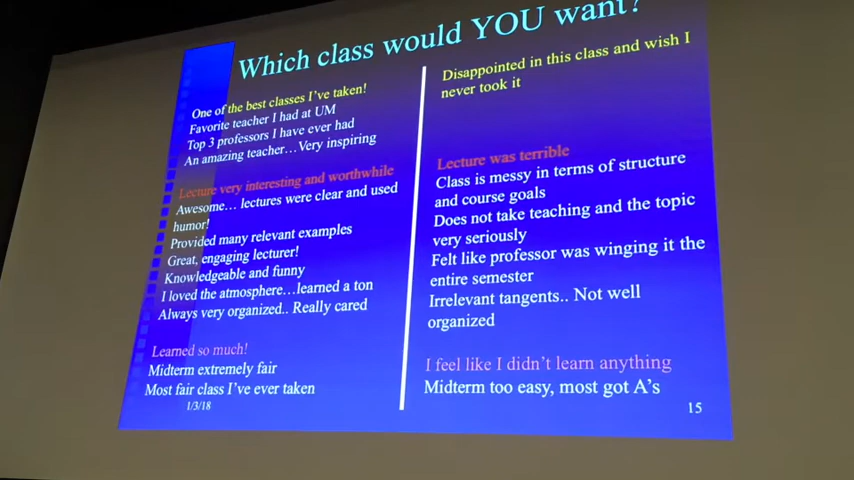 Which class would YOU want?
One of the best classes I've taken!
Favorite teacher I had at UM
Top 3 professors I have ever had
An amazing teacher…Very inspiring
Lecture very interesting and worthwhile
Awesome… lectures were clear and used
humor!
Provided many relevant examples
Great, engaging lecturer!
Knowledgeable and funny
I loved the atmosphere…learned a ton
Always very organized.. Really cared
Learned so much!
Midterm extremely fair
Most fair class I've ever taken
1/3/18
Disappointed in this class and wish I
never took it
Lecture was terrible
Class is messy in terms of structure
and course goals
Does not take teaching and the topic
very seriously
Felt like professor was winging it the
entire semester
Irrelevant tangents.. Not well
organized
I feel like I didn't learn anything
Midterm too easy, most got A's
15